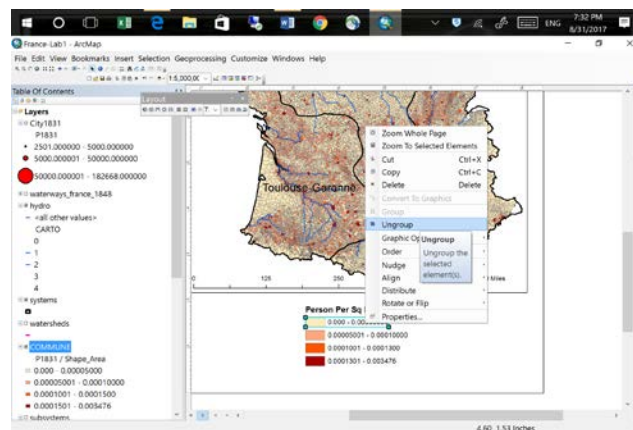 7:32 PM
ENG
8/31/2017
France-Lab1 - ArcMap
File Edit View Bookmarks Insert Selection Geoprocessing Customize Windows Help
Table Of Contents
Layout
Layers
City1831
P1831
2501.000000 - 5000.000000
5000.000001 - 50000.000000
50000.000001 - 182668.000000
waterways_france_1848
hydro
<all other values>
CARTO
0
1
2
3
4
systems
watersheds
COMMUNE
P1831 / Shape_Area
0.000 - 0.00005000
0.00005001 - 0.00010000
0.0001001 - 0.0001500
0.0001501 - 0.003476
subsystems
Toulouse-Garonne
0 125 250 Miles
Zoom Whole Page
Zoom To Selected Elements
Cut Ctrl+X
Copy Ctrl+C
Delete Delete
Convert To Graphics
Group
Ungroup
Graphic Op
Order
Nudge
Align
Distribute
Rotate or Flip
Properties...
Ungroup
Ungroup the
selected
element(s).
Person Per Sq
0.00005001 - 0.00010000
0.0001001 - 0.0001300
0.0001301 - 0.003476
4.60 1.53 Inches